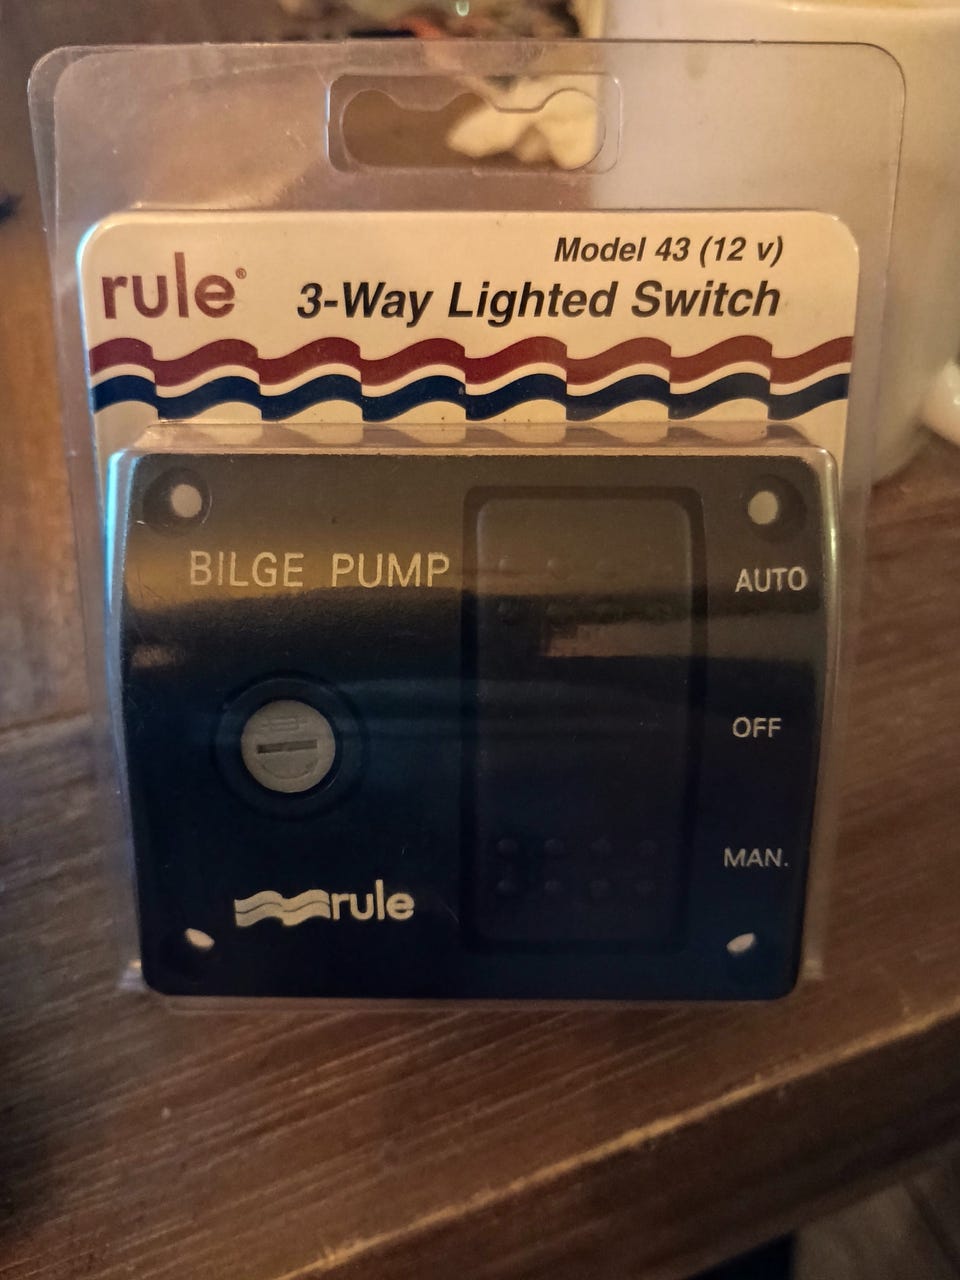 Model 43 (12 v)
rule®
3-Way Lighted Switch
BILGE PUMP
AUTO
OFF
MAN.
rule